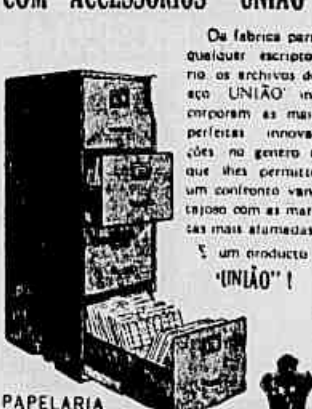 COM ACCESSORIOS "UNIÃO"
Da fabrica para
qualquer escripto-
rio os archivos de
aço UNIÃO in-
corporam as mais
perfeitas innova-
ções no genero
que lhes permitte
um confronto van-
tajoso com as mar-
cas mais afamadas
um producto
"UNIÃO" !
PAPELARIA